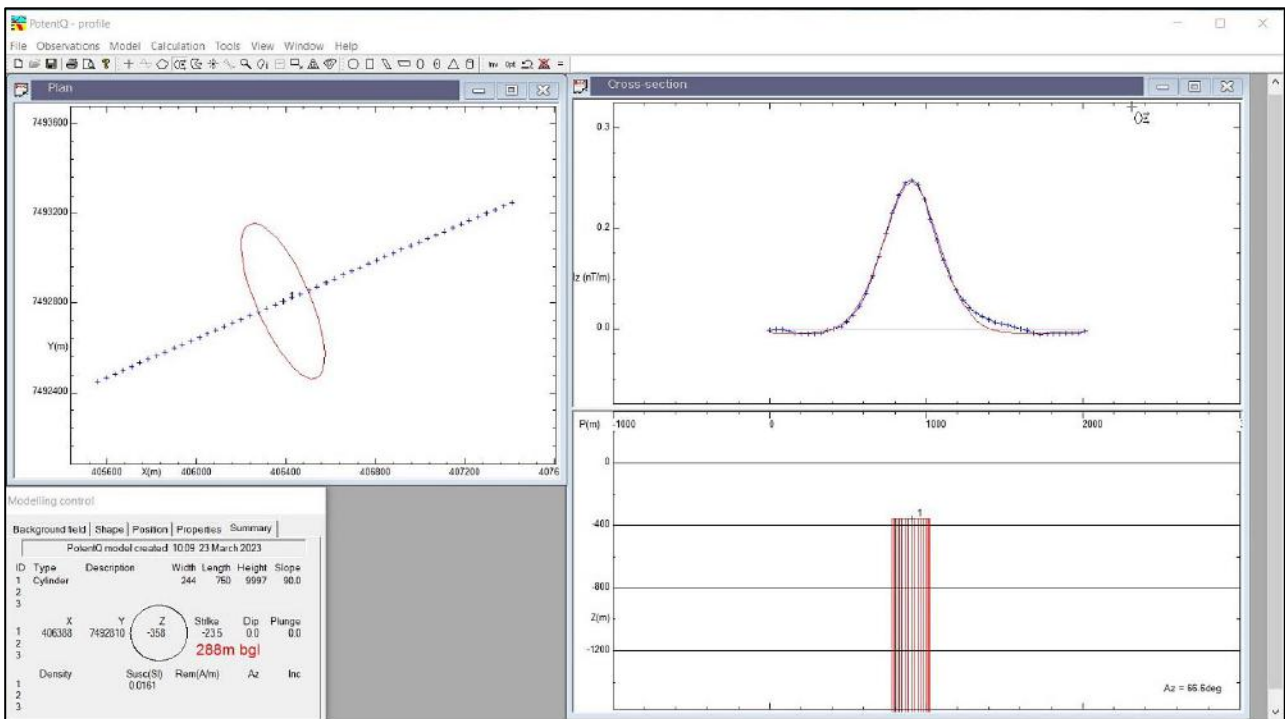 PotentQ - profile
File Observations Model Calculation Tools View Window Help
Inv Opt
Plan
7493600
7493200
7492800
Y(m)
7492400
405600 X(m) 406000 406400 406800 407200 4076
Cross-section
0.3
0.2
Iz (nT/m)
0.1
0.0
P(m) -1000 0 1000 2000
0
-400
1
-800
Z(m)
-1200
Az = 66.6deg
Modelling control
Background field Shape Position Properties Summary
PotentQ model created 10:09 23 March 2023
ID Type Description Width Length Height Slope
1 Cylinder 244 750 9997 90.0
2
3
X Y Z Strike Dip Plunge
1 406388 7492810 -358 -23.5 0.0 0.0
2 288m bgl
3
Density Susc(SI) Rem(A/m) Az Inc
1 0.0161
2
3